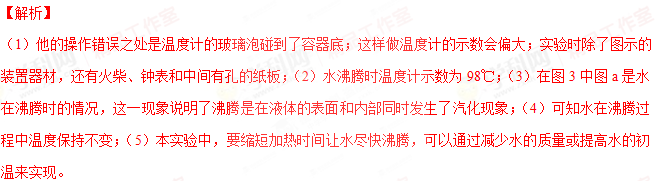 【解析】
（1）他的操作错误之处是温度计的玻璃泡碰到了容器底；这样做温度计的示数会偏大；实验时除了图示的
装置器材，还有火柴、钟表和中间有孔的纸板；（2）水沸腾时温度计示数为 98℃；（3）在图 3 中图 a 是水
在沸腾时的情况，这一现象说明了沸腾是在液体的表面和内部同时发生了汽化现象；（4）可知水在沸腾过
程中温度保持不变；（5）本实验中，要缩短加热时间让水尽快沸腾，可以通过减少水的质量或提高水的初
温来实现。